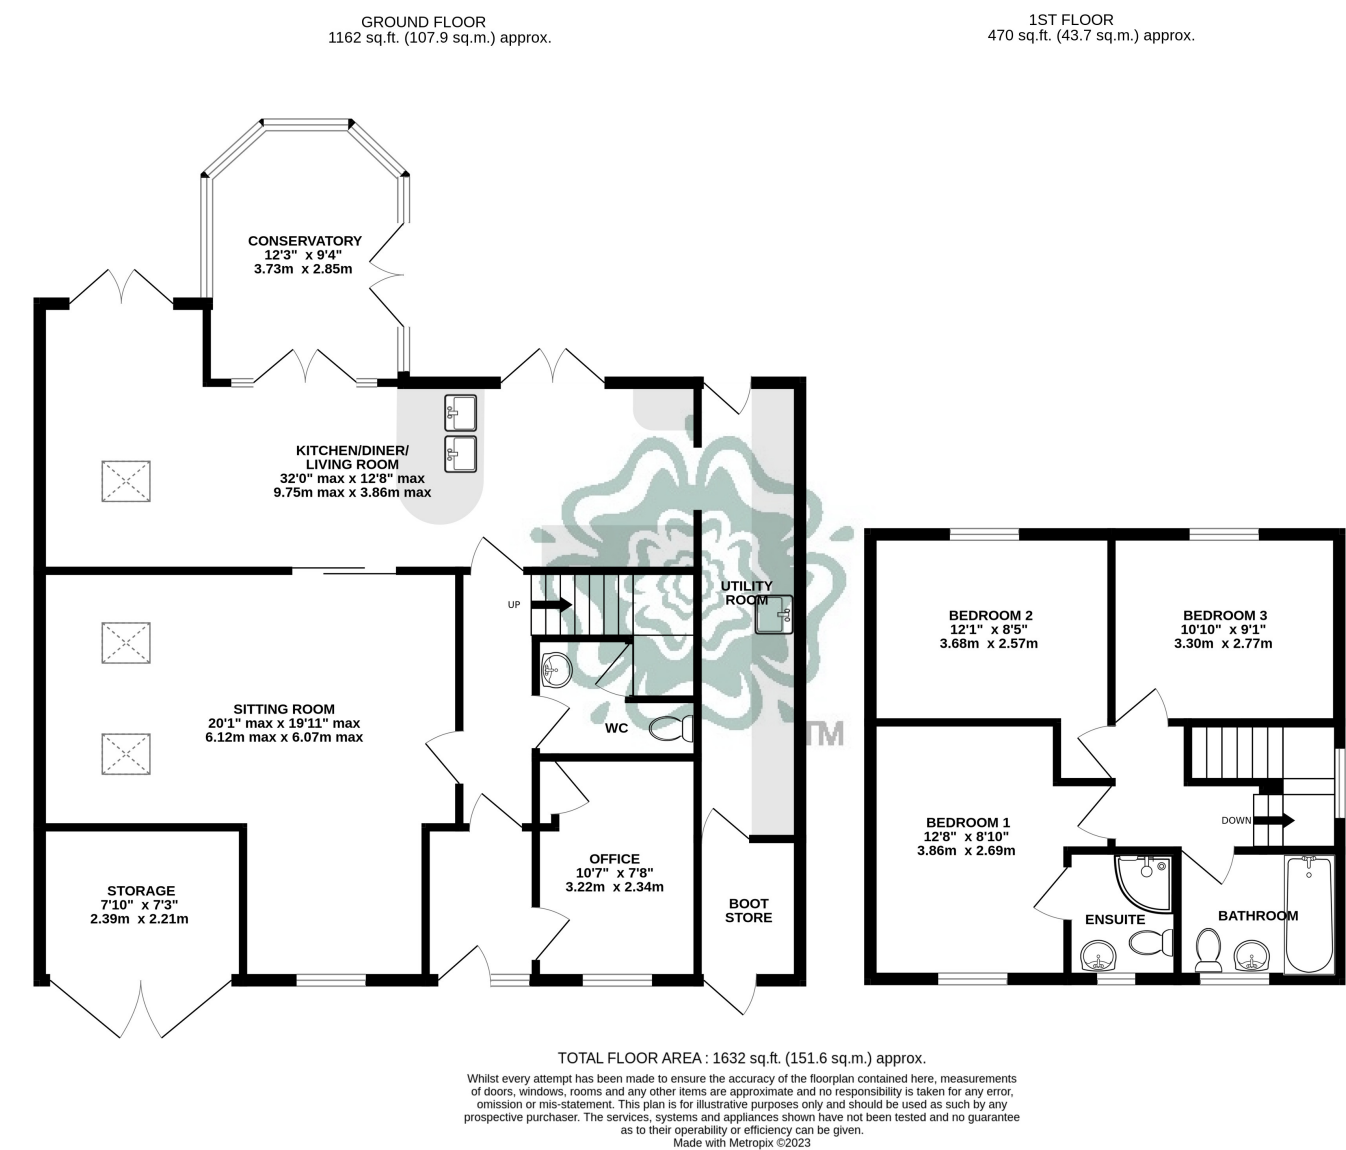 GROUND FLOOR
1162 sq.ft. (107.9 sq.m.) approx.
1ST FLOOR
470 sq.ft. (43.7 sq.m.) approx.
CONSERVATORY
12'3" x 9'4"
3.73m x 2.85m
KITCHEN/DINER/
LIVING ROOM
32'0" max x 12'8" max
9.75m max x 3.86m max
UP
UTILITY
ROOM
SITTING ROOM
20'1" max x 19'11" max
6.12m max x 6.07m max
WC
TM
OFFICE
10'7" x 7'8"
3.22m x 2.34m
STORAGE
7'10" x 7'3"
2.39m x 2.21m
BOOT
STORE
BEDROOM 2
12'1" x 8'5"
3.68m x 2.57m
BEDROOM 3
10'10" x 9'1"
3.30m x 2.77m
BEDROOM 1
12'8" x 8'10"
3.86m x 2.69m
DOWN
ENSUITE
BATHROOM
TOTAL FLOOR AREA : 1632 sq.ft. (151.6 sq.m.) approx.
Whilst every attempt has been made to ensure the accuracy of the floorplan contained here, measurements
of doors, windows, rooms and any other items are approximate and no responsibility is taken for any error,
omission or mis-statement. This plan is for illustrative purposes only and should be used as such by any
prospective purchaser. The services, systems and appliances shown have not been tested and no guarantee
as to their operability or efficiency can be given.
Made with Metropix ©2023